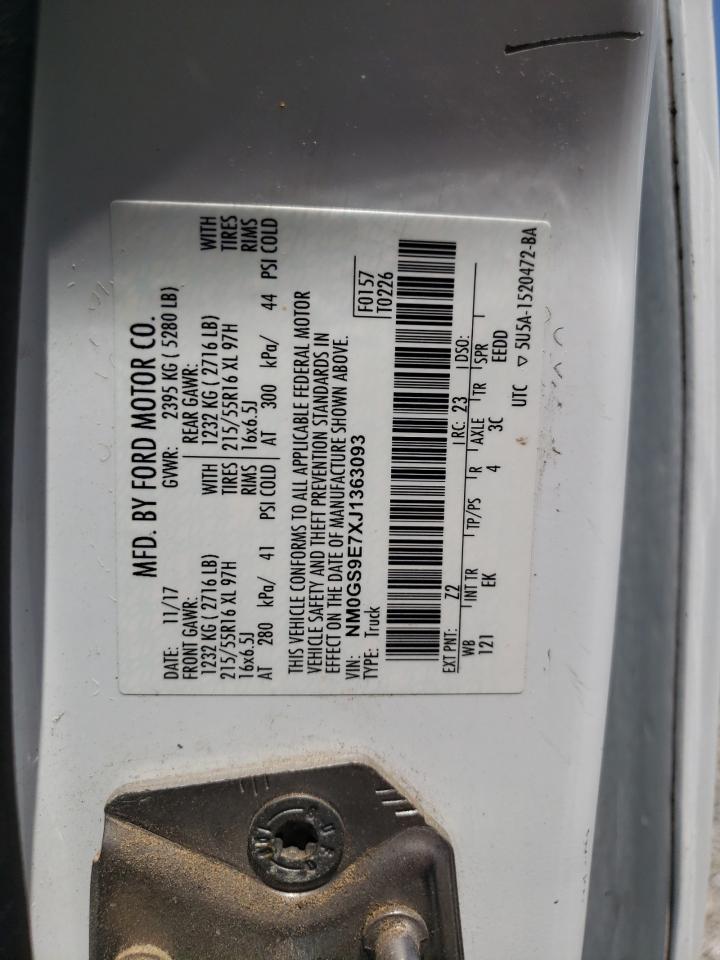 MFD. BY FORD MOTOR CO.
DATE: 11/17 GVWR: 2395 KG ( 5280 LB)
FRONT GAWR: REAR GAWR:
1232 KG ( 2716 LB) WITH 1232 KG ( 2716 LB) WITH
215/55R16 XL 97H TIRES 215/55R16 XL 97H TIRES
16x6.5J RIMS 16x6.5J RIMS
AT 280 kPa/ 41 PSI COLD AT 300 kPa/ 44 PSI COLD
THIS VEHICLE CONFORMS TO ALL APPLICABLE FEDERAL MOTOR
VEHICLE SAFETY AND THEFT PREVENTION STANDARDS IN
EFFECT ON THE DATE OF MANUFACTURE SHOWN ABOVE.
VIN: NM0GS9E7XJ1363093 F0157
TYPE: Truck T0226
EXT PNT: Z2 RC: 23 DSO:
WB INT TR TP/PS R AXLE TR SPR
121 EK 4 3C EEDD
UTC ▽ 5U5A-1520472-BA